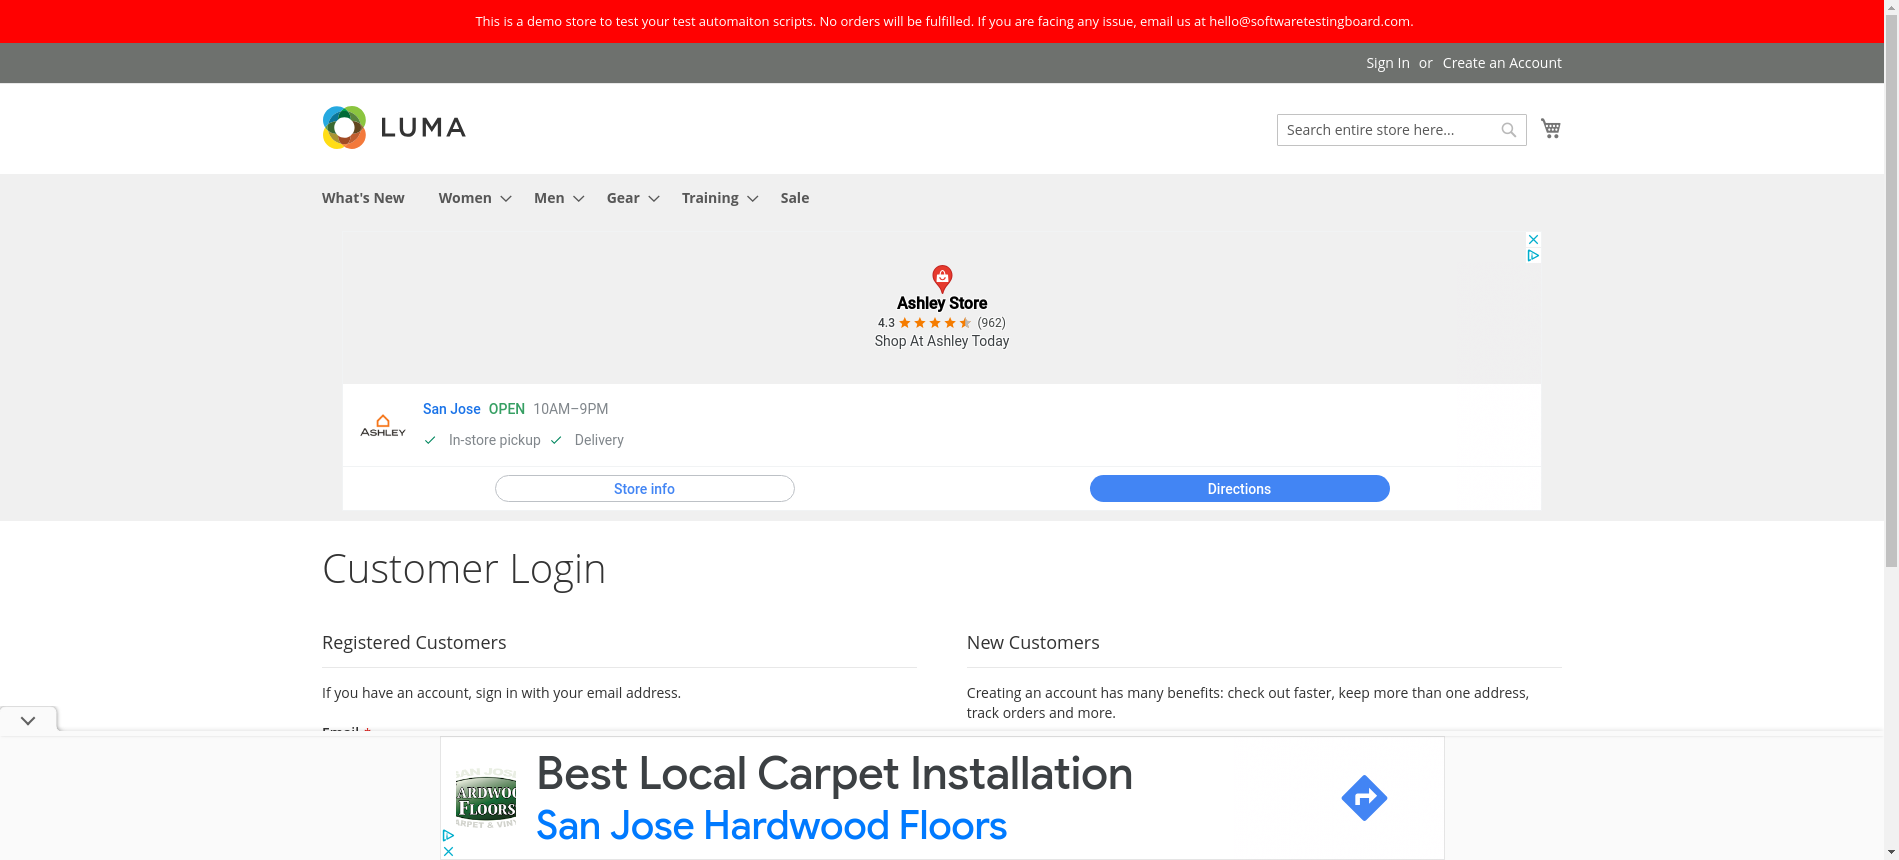 This is a demo store to test your test automaiton scripts. No orders will be fulfilled. If you are facing any issue, email us at hello@softwaretestingboard.com.
Sign In or Create an Account
LUMA
Search entire store here...
What's New Women Men Gear Training Sale
Ashley Store
4.3 (962)
Shop At Ashley Today
San Jose OPEN 10AM–9PM
ASHLEY
In-store pickup Delivery
Store info Directions
Customer Login
Registered Customers
If you have an account, sign in with your email address.
Email *
New Customers
Creating an account has many benefits: check out faster, keep more than one address,
track orders and more.
Best Local Carpet Installation
San Jose Hardwood Floors
FLOORS